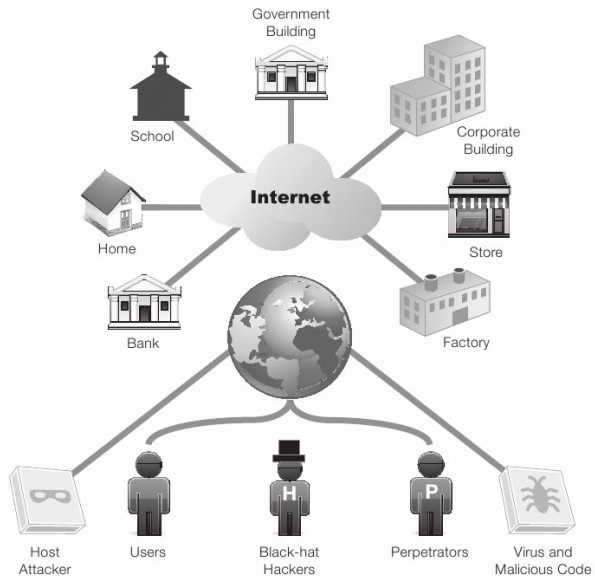 Government
Building
School
Corporate
Building
Internet
Home
Store
Bank
Factory
H
P
Host
Attacker
Users
Black-hat
Hackers
Perpetrators
Virus and
Malicious Code